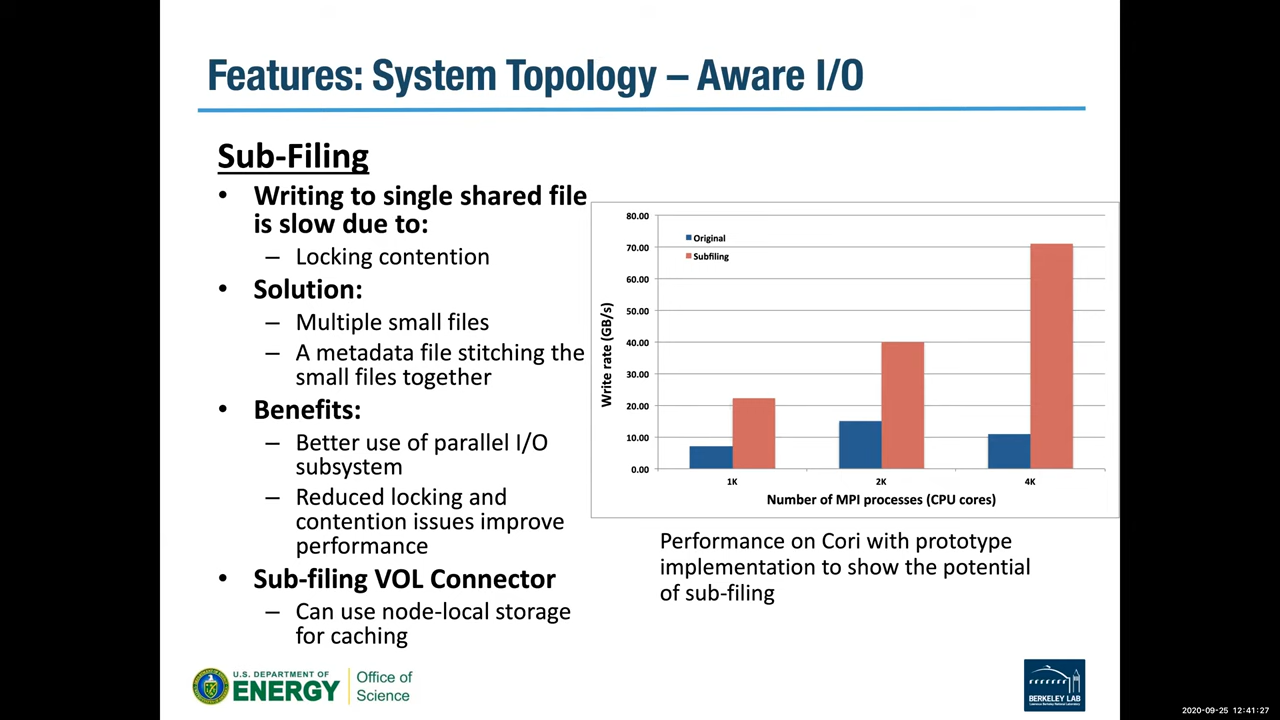 Features: System Topology – Aware I/O
Sub-Filing
• Writing to single shared file
is slow due to:
– Locking contention
• Solution:
– Multiple small files
– A metadata file stitching the
small files together
• Benefits:
– Better use of parallel I/O
subsystem
– Reduced locking and
contention issues improve
performance
• Sub-filing VOL Connector
– Can use node-local storage
for caching
80.00
70.00
60.00
50.00
40.00
30.00
20.00
10.00
0.00
Write rate (GB/s)
Original
Subfiling
1K 2K 4K
Number of MPI processes (CPU cores)
Performance on Cori with prototype
implementation to show the potential
of sub-filing
U.S. DEPARTMENT OF
ENERGY
Office of
Science
BERKELEY LAB
Lawrence Berkeley National Laboratory
2020-09-25 12:41:27